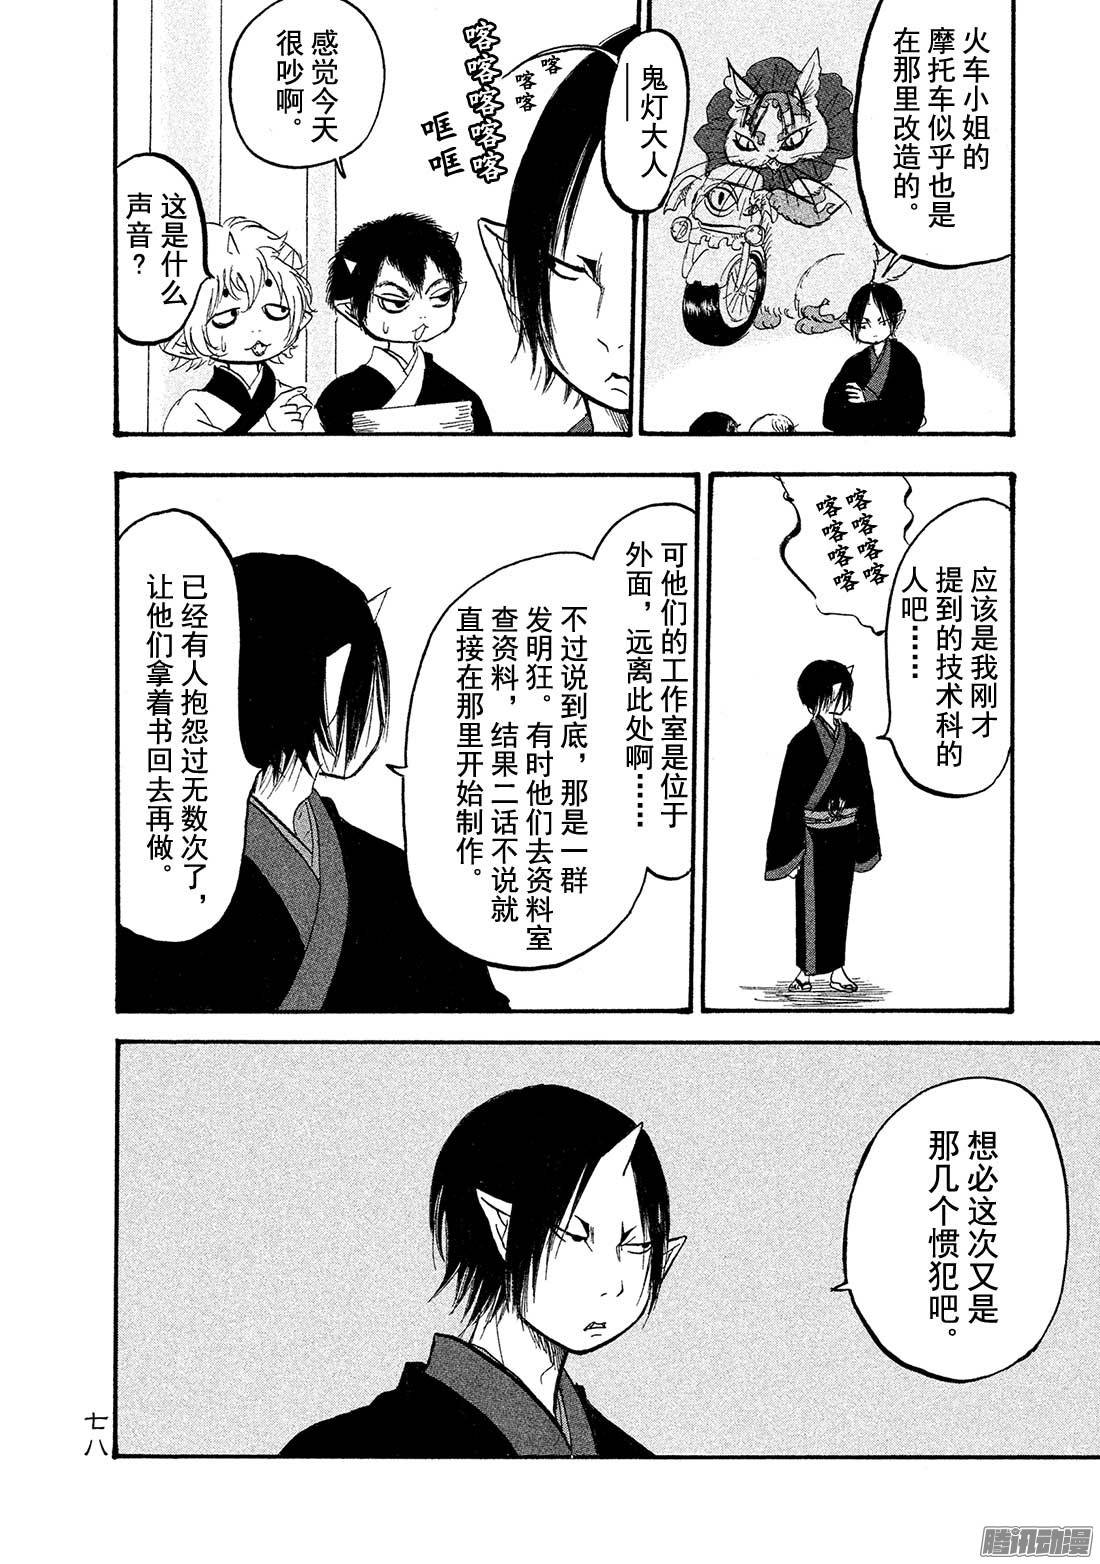 火车小姐的
摩托车似乎也是
在那里改造的。
鬼灯大人
——
喀喀喀
喀喀喀喀喀
哐哐
感觉今天
很吵啊。
这是什么
声音？
应该是我刚才
提到的技术科的
人吧……
喀喀喀喀
喀喀喀喀
可他们的工作室是位于
外面，远离此处啊……
不过说到底，那是一群
发明狂。有时他们去资料室
查资料，结果二话不说就
直接在那里开始制作。
已经有人抱怨过无数次了，
让他们拿着书回去再做。
想必这次又是
那几个惯犯吧。
七八
腾讯动漫